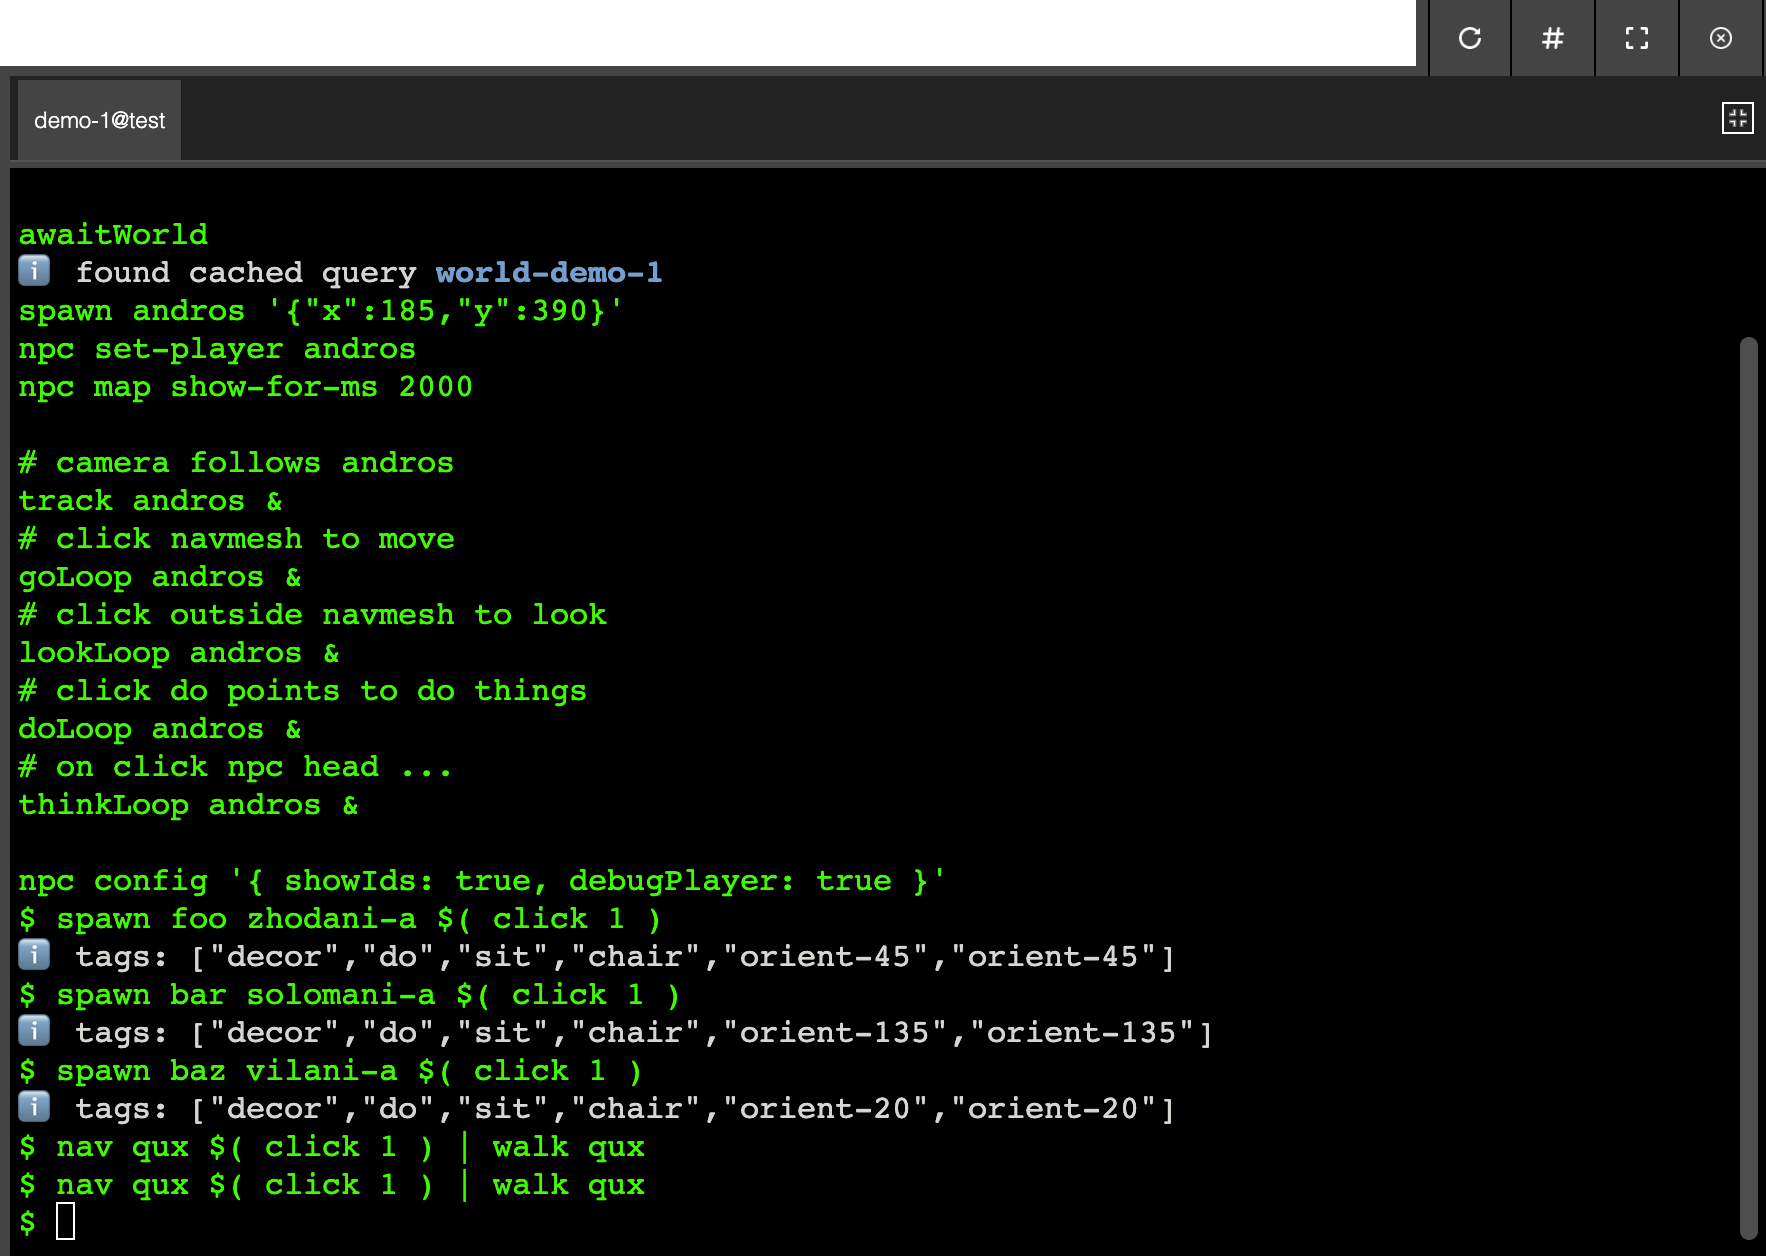 demo-1@test
awaitWorld
ℹ️ found cached query world-demo-1
spawn andros '{"x":185,"y":390}'
npc set-player andros
npc map show-for-ms 2000
# camera follows andros
track andros &
# click navmesh to move
goLoop andros &
# click outside navmesh to look
lookLoop andros &
# click do points to do things
doLoop andros &
# on click npc head ...
thinkLoop andros &
npc config '{ showIds: true, debugPlayer: true }'
$ spawn foo zhodani-a $( click 1 )
ℹ️ tags: ["decor","do","sit","chair","orient-45","orient-45"]
$ spawn bar solomani-a $( click 1 )
ℹ️ tags: ["decor","do","sit","chair","orient-135","orient-135"]
$ spawn baz vilani-a $( click 1 )
ℹ️ tags: ["decor","do","sit","chair","orient-20","orient-20"]
$ nav qux $( click 1 ) | walk qux
$ nav qux $( click 1 ) | walk qux
$